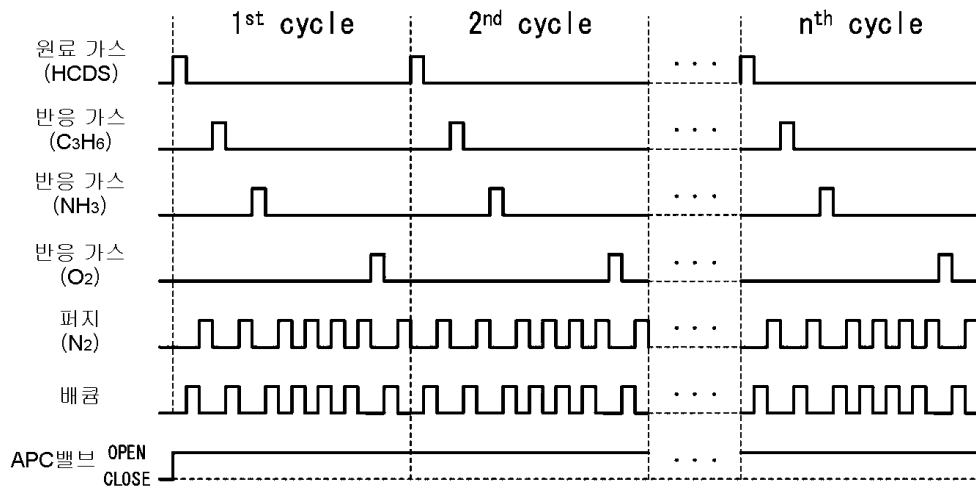 1st cycle 2nd cycle nth cycle
원료 가스
(HCDS)
반응 가스
(C3H6)
반응 가스
(NH3)
반응 가스
(O2)
퍼지
(N2)
배큠
APC밸브 OPEN
CLOSE